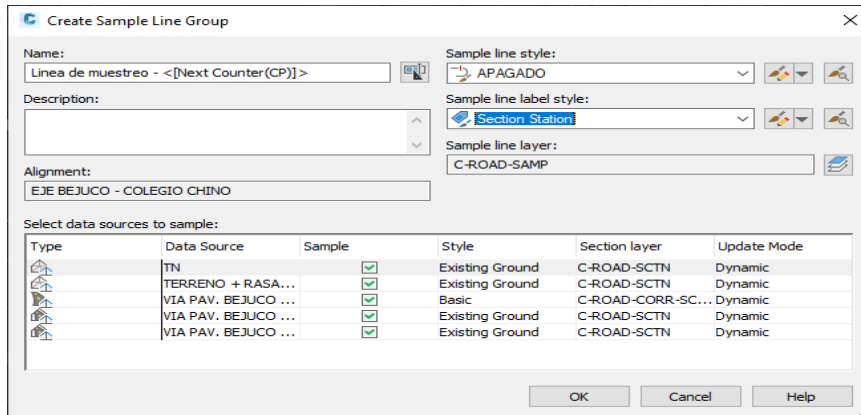 Create Sample Line Group
Name:
Linea de muestreo - <[Next Counter(CP)]>
Description:
Alignment:
EJE BEJUCO - COLEGIO CHINO
Sample line style:
APAGADO
Sample line label style:
Section Station
Sample line layer:
C-ROAD-SAMP
Select data sources to sample:
Type Data Source Sample Style Section layer Update Mode
TN Existing Ground C-ROAD-SCTN Dynamic
TERRENO + RASA... Existing Ground C-ROAD-SCTN Dynamic
VIA PAV. BEJUCO ... Basic C-ROAD-CORR-SC... Dynamic
VIA PAV. BEJUCO ... Existing Ground C-ROAD-SCTN Dynamic
VIA PAV. BEJUCO ... Existing Ground C-ROAD-SCTN Dynamic
OK Cancel Help